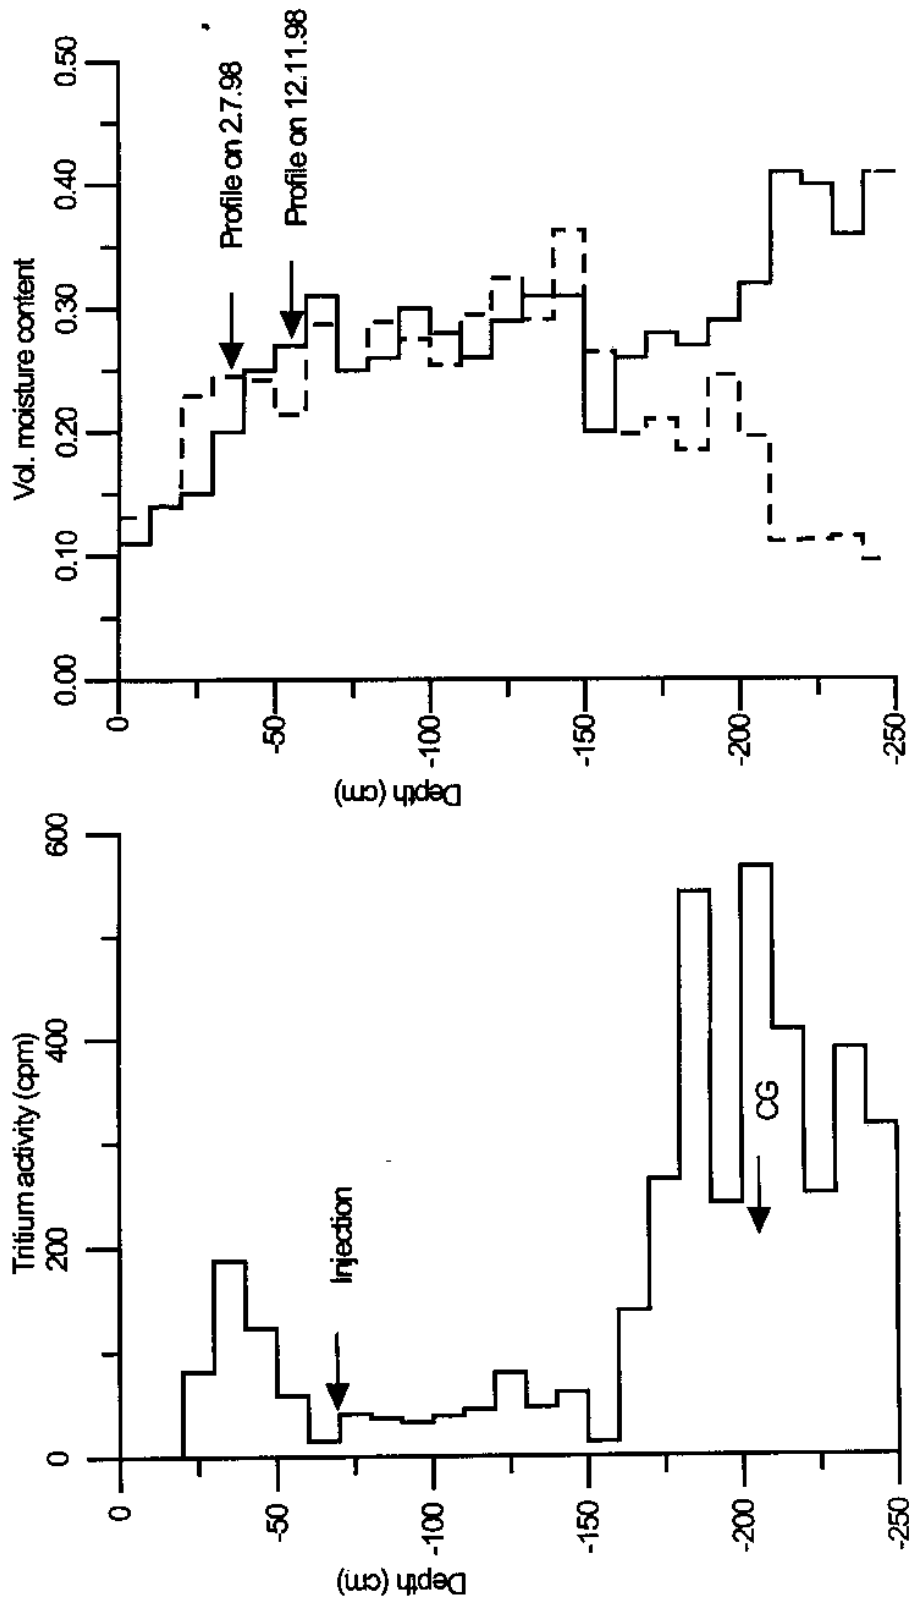 Tritium activity (cpm)
0
200
400
600
0
-50
-100
-150
-200
-250
Depth (cm)
Injection
CG
Vol. moisture content
0.00
0.10
0.20
0.30
0.40
0.50
0
-50
-100
-150
-200
-250
Depth (cm)
Profile on 2.7.98
Profile on 12.11.98